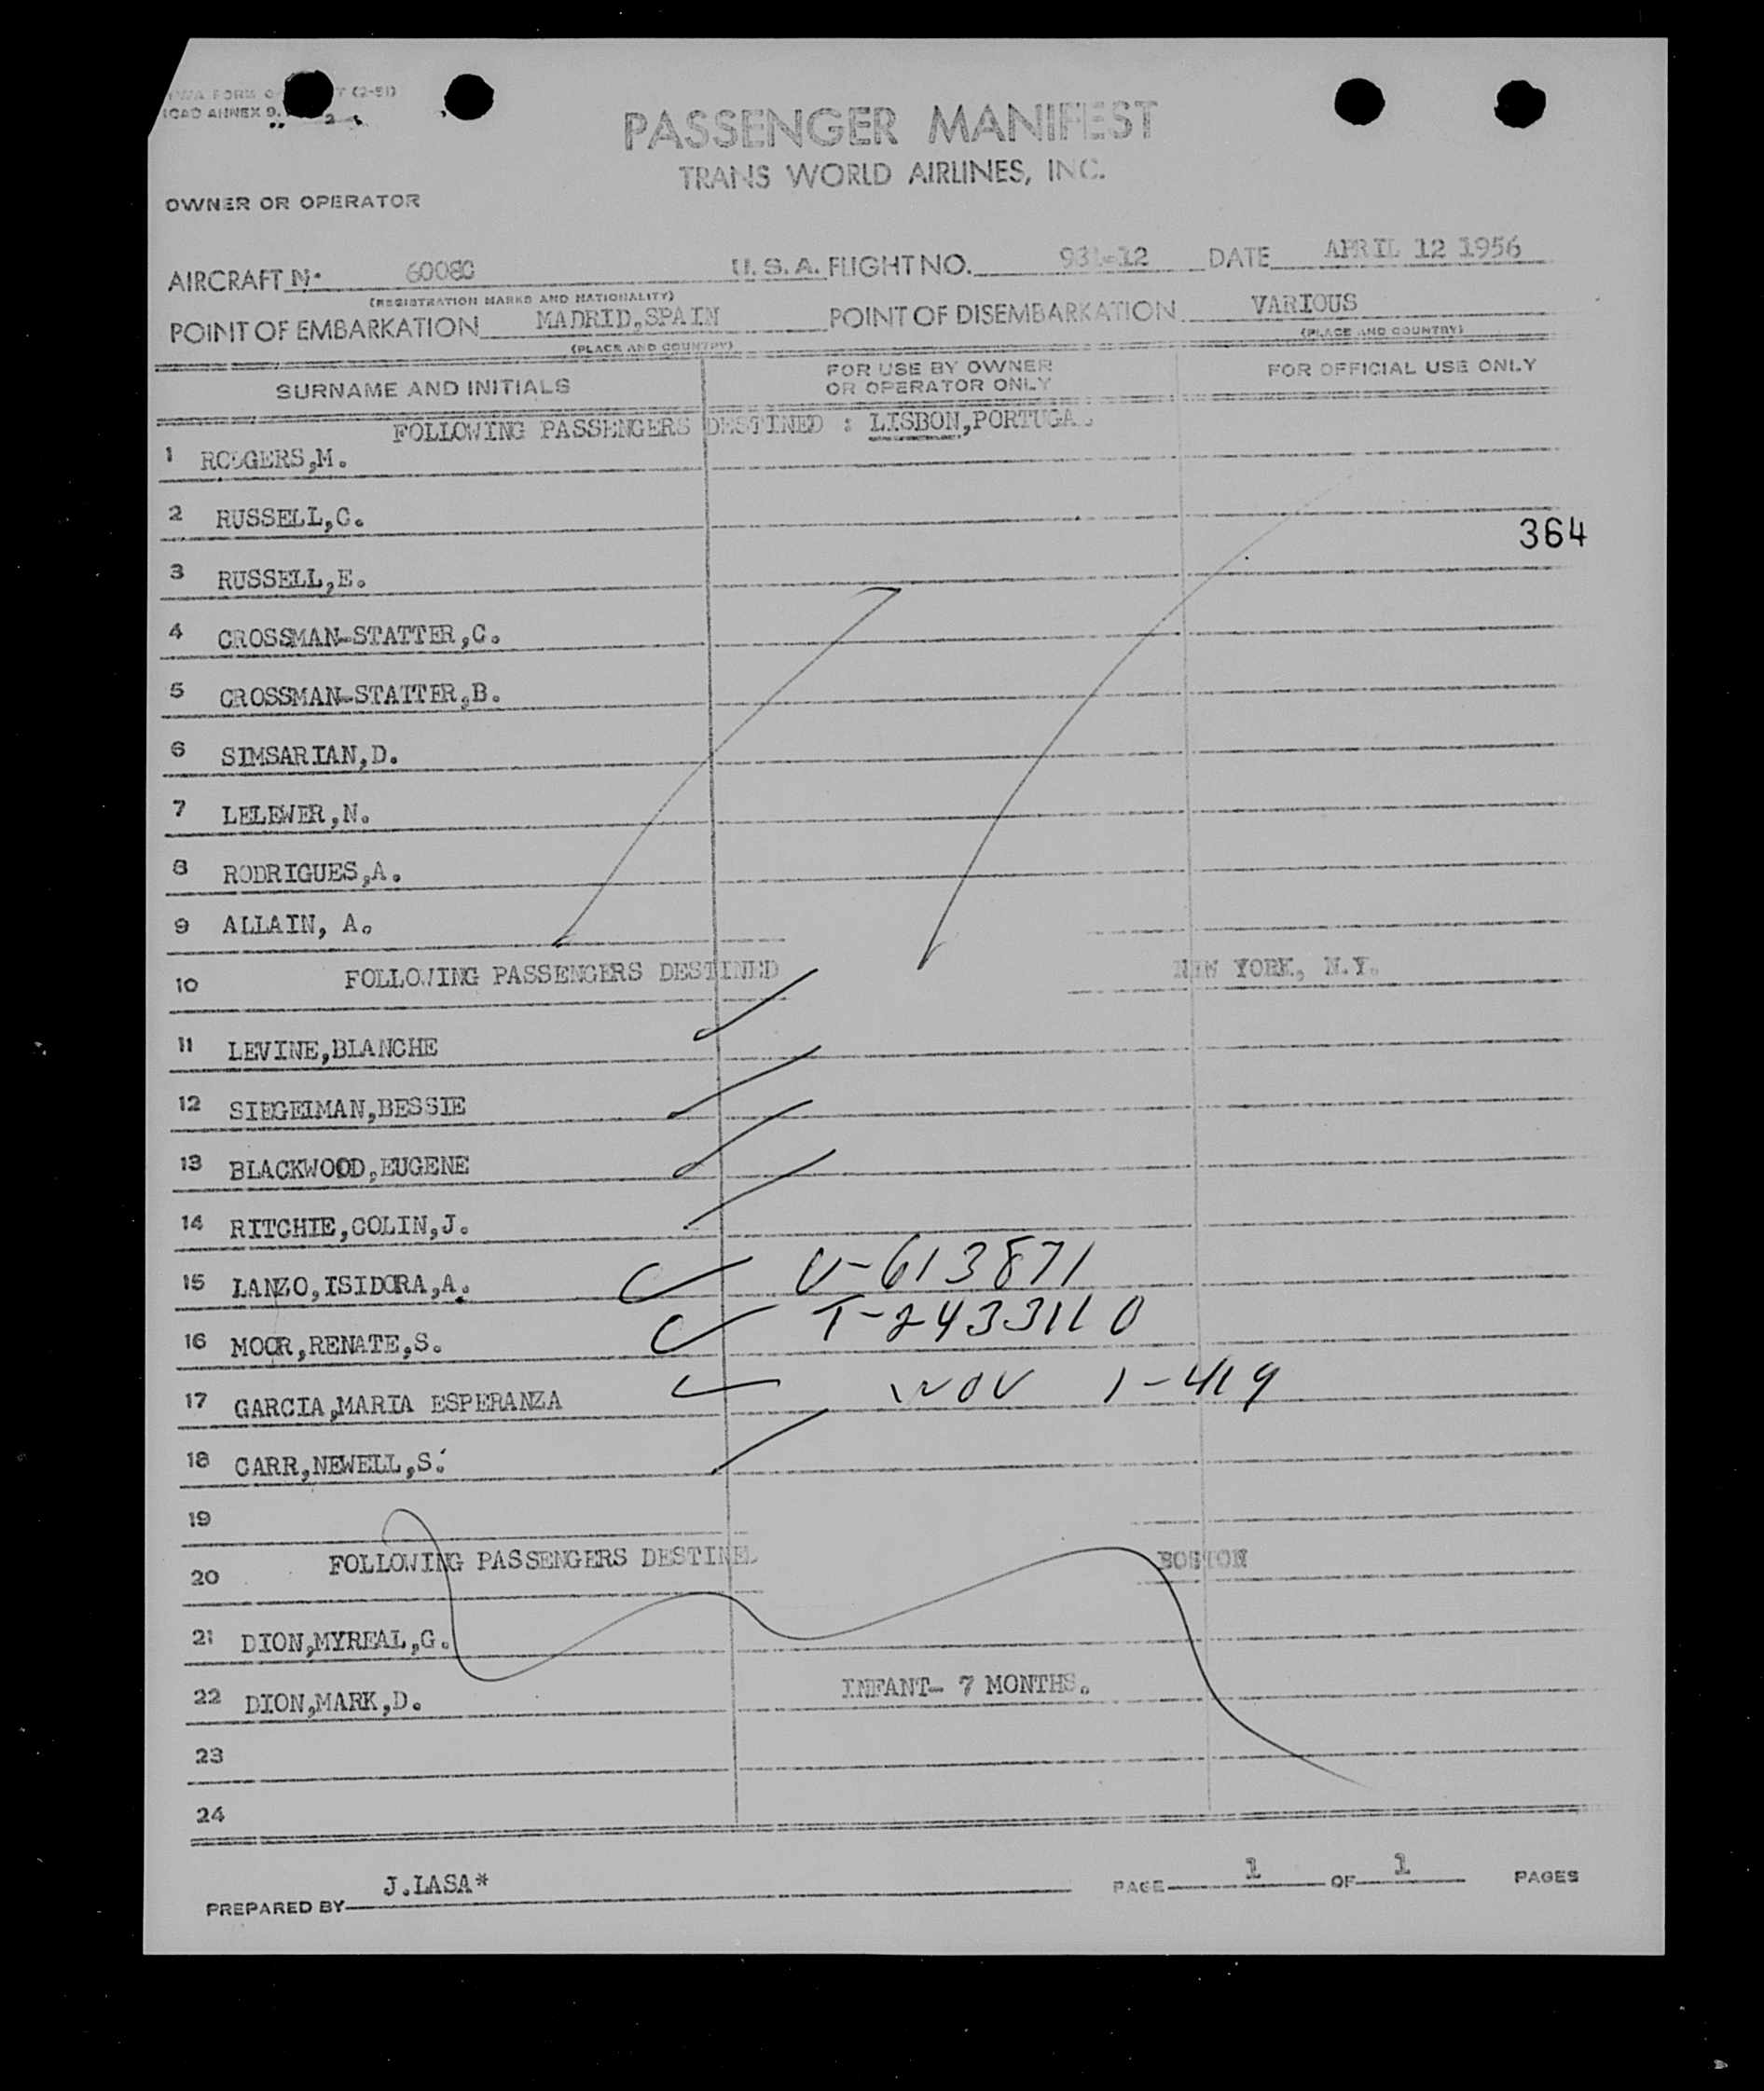 (2-51)
ICAO ANNEX 9.
PASSENGER MANIFEST
TRANS WORLD AIRLINES, INC.
OWNER OR OPERATOR
AIRCRAFT N- 6008C U.S.A. FLIGHT NO. DATE APRIL 12 1956
(REGISTRATION MARKS AND NATIONALITY)
POINT OF EMBARKATION MADRID,SPAIN POINT OF DISEMBARKATION VARIOUS
(PLACE AND COUNTRY) (PLACE AND COUNTRY)
SURNAME AND INITIALS FOR USE BY OWNER OR OPERATOR ONLY FOR OFFICIAL USE ONLY
FOLLOWING PASSENGERS DESTINED : LISBON,PORTUGAL
1 RODGERS,M.
2 RUSSELL,C.
364
3 RUSSELL,E.
4 CROSSMAN-STATTER,C.
5 CROSSMAN-STATTER,B.
6 SIMSARIAN,D.
7 LELEWER,N.
8 RODRIGUES,A.
9 ALLAIN, A.
10 FOLLOWING PASSENGERS DESTINED NEW YORK, N.Y.
11 LEVINE,BLANCHE
12 SIEGELMAN,BESSIE
13 BLACKWOOD,EUGENE
14 RITCHIE,COLIN,J.
15 LANZO,ISIDORA,A. V-613871
16 MOOR,RENATE,S. T-2433110
17 GARCIA,MARIA ESPERANZA 1-419
18 CARR,NEWELL,S.
19
20 FOLLOWING PASSENGERS DESTINED BOSTON
21 DION,MYREAL,G.
22 DION,MARK,D. INFANT- 7 MONTHS.
23
24
PREPARED BY J.LASA* PAGE 1 OF 1 PAGES